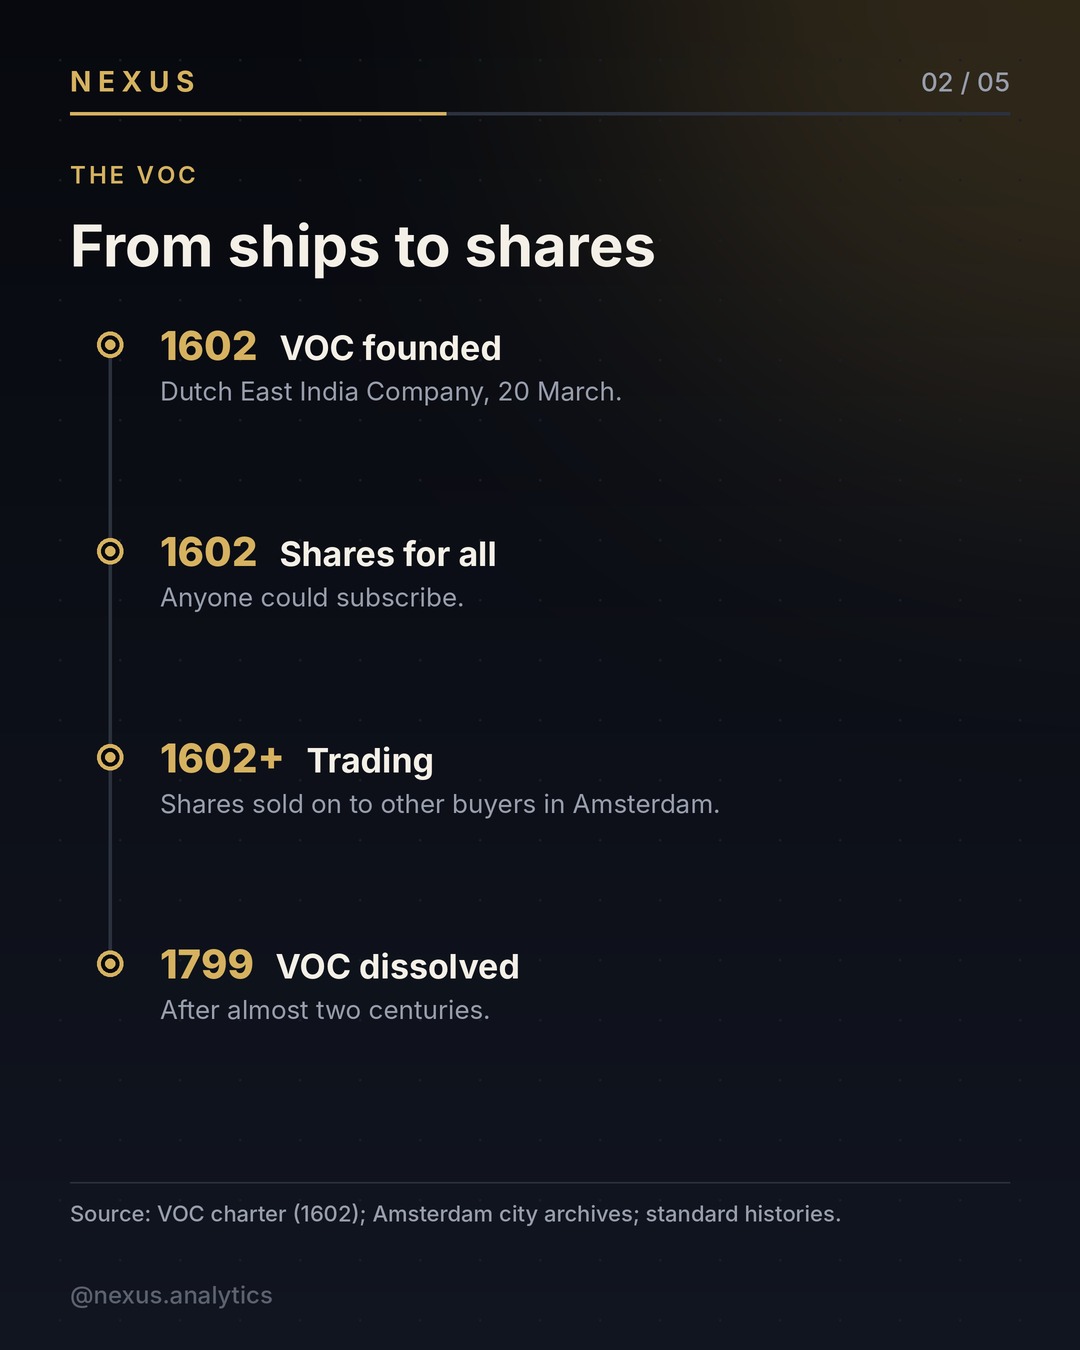 NEXUS
02 / 05
THE VOC
From ships to shares
1602 VOC founded
Dutch East India Company, 20 March.
1602 Shares for all
Anyone could subscribe.
1602+ Trading
Shares sold on to other buyers in Amsterdam.
1799 VOC dissolved
After almost two centuries.
Source: VOC charter (1602); Amsterdam city archives; standard histories.
@nexus.analytics